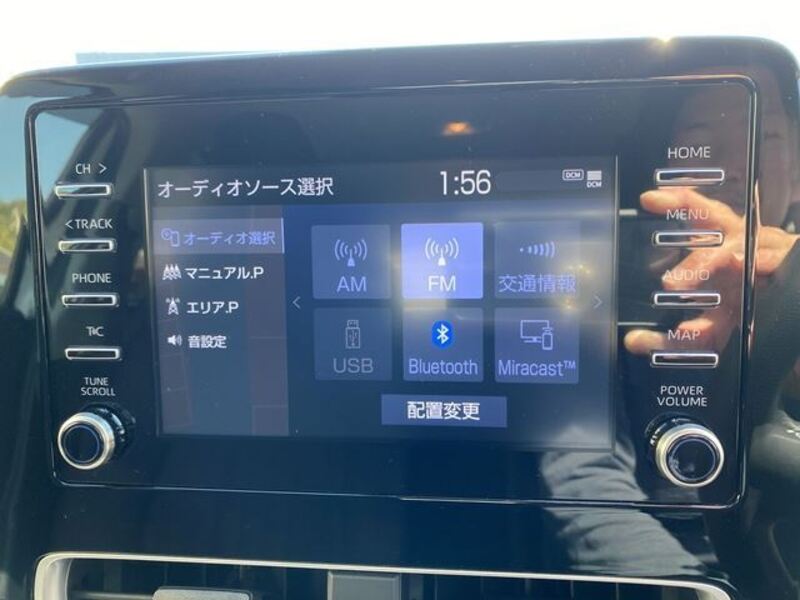 CH >
< TRACK
PHONE
T&C
TUNE
SCROLL
オーディオソース選択 1:56 DCM
DCM
オーディオ選択
マニュアル.P
エリア.P
音設定
AM FM 交通情報
USB Bluetooth Miracast™
配置変更
HOME
MENU
AUDIO
MAP
POWER
VOLUME